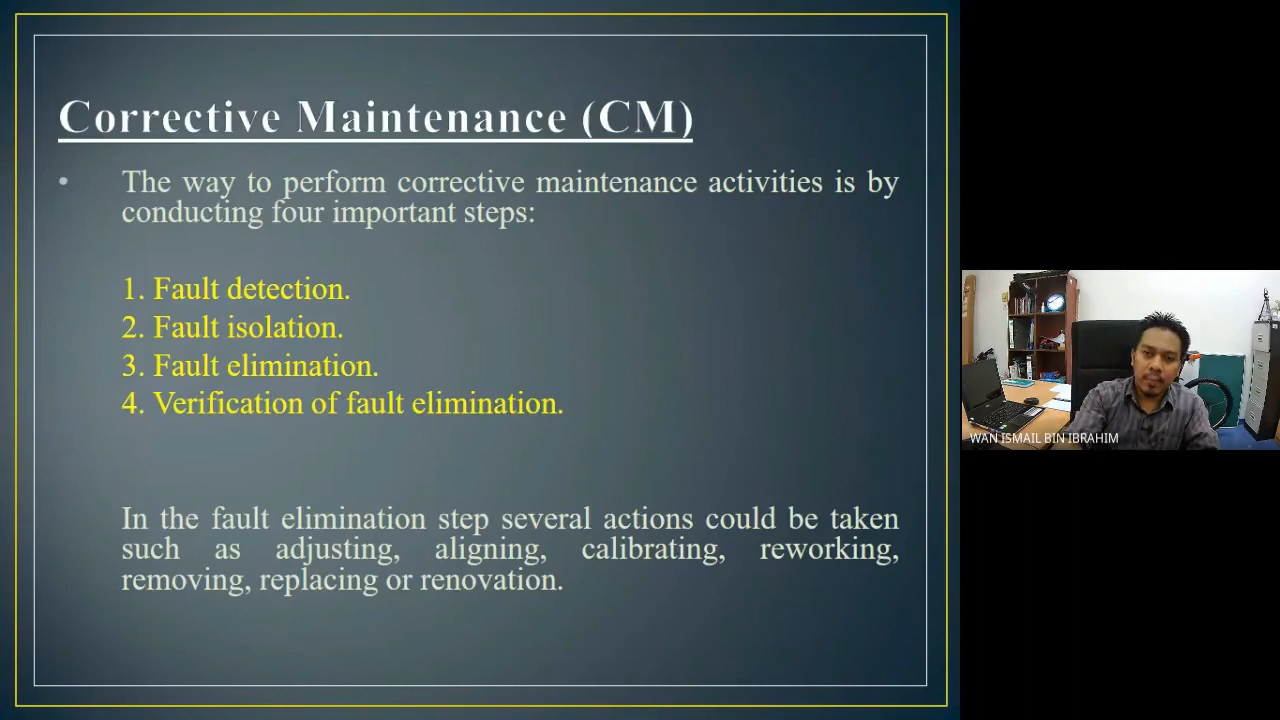 Corrective Maintenance (CM)
• The way to perform corrective maintenance activities is by
conducting four important steps:
1. Fault detection.
2. Fault isolation.
3. Fault elimination.
4. Verification of fault elimination.
In the fault elimination step several actions could be taken
such as adjusting, aligning, calibrating, reworking,
removing, replacing or renovation.
WAN ISMAIL BIN IBRAHIM